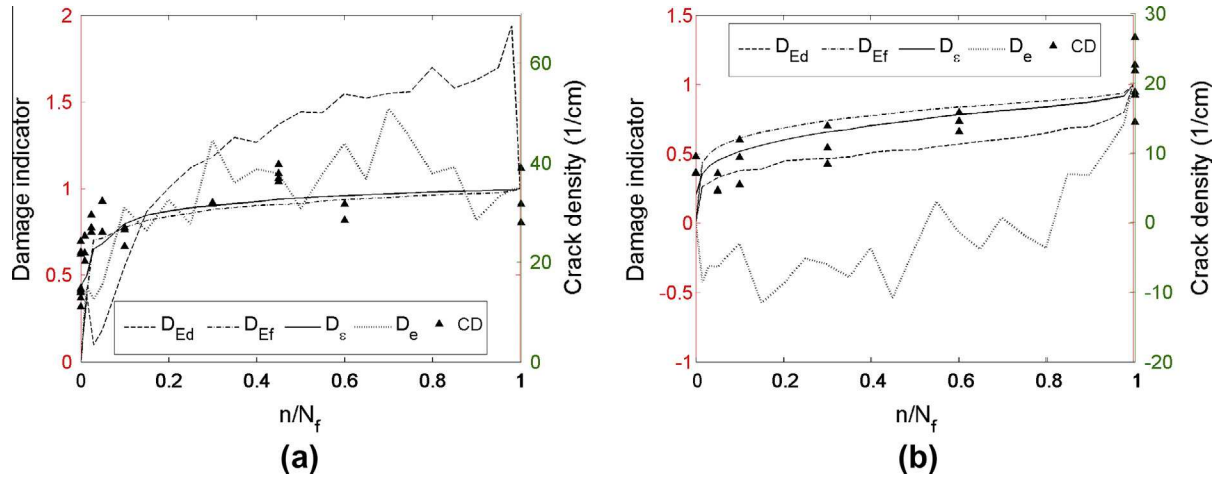 2
1.5
1
0.5
0
Damage indicator
60
40
20
0
Crack density (1/cm)
D_Ed D_Ef D_ε D_e CD
0 0.2 0.4 0.6 0.8 1
n/N_f
(a)
1.5
1
0.5
0
-0.5
-1
Damage indicator
30
20
10
0
-10
-20
Crack density (1/cm)
D_Ed D_Ef D_ε D_e CD
0 0.2 0.4 0.6 0.8 1
n/N_f
(b)